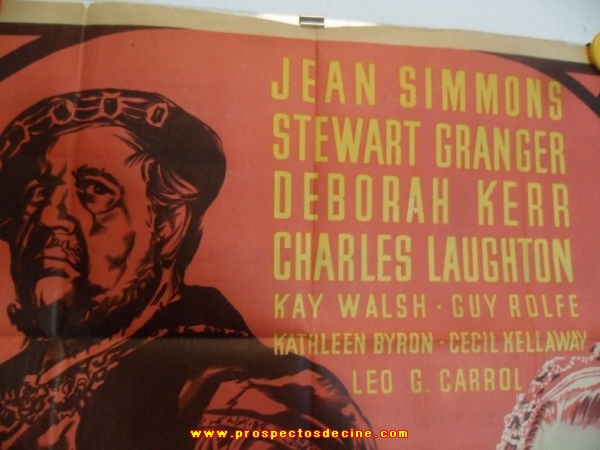 JEAN SIMMONS
STEWART GRANGER
DEBORAH KERR
CHARLES LAUGHTON
KAY WALSH · GUY ROLFE
KATHLEEN BYRON · CECIL KELLAWAY
LEO G. CARROL
www.prospectosdecine.com